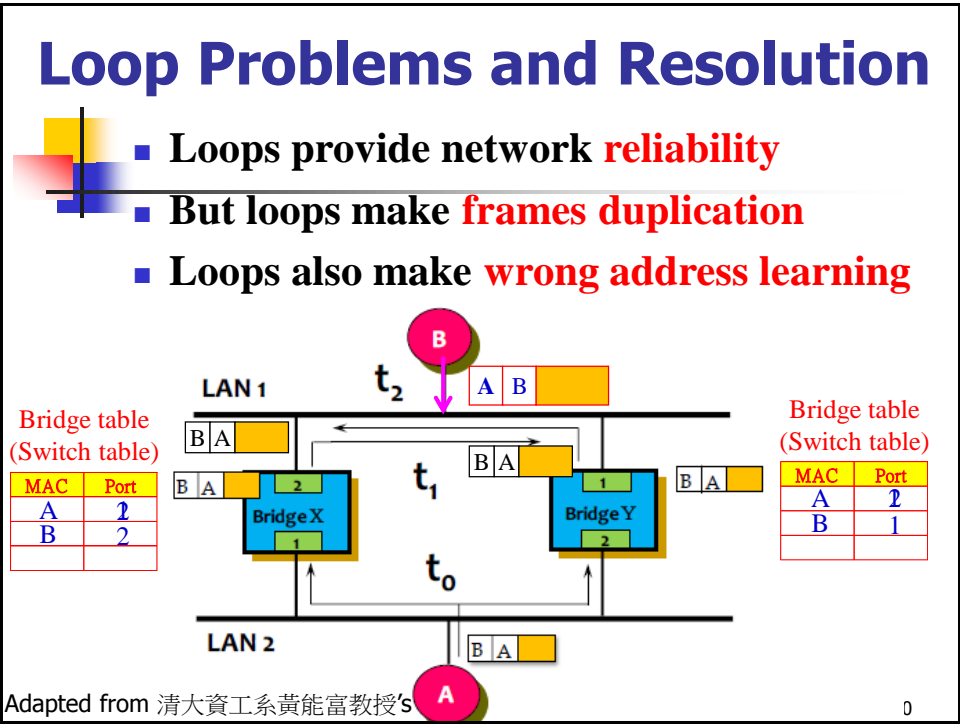 Loop Problems and Resolution
Loops provide network reliability
But loops make frames duplication
Loops also make wrong address learning
B
LAN 1
t2
A B
Bridge table
(Switch table)
MAC Port
A
B 2
B A
B A
2
Bridge X
1
t1
B A
1
Bridge Y
2
B A
Bridge table
(Switch table)
MAC Port
A
B 1
t0
LAN 2
B A
A
Adapted from 清大資工系黃能富教授's